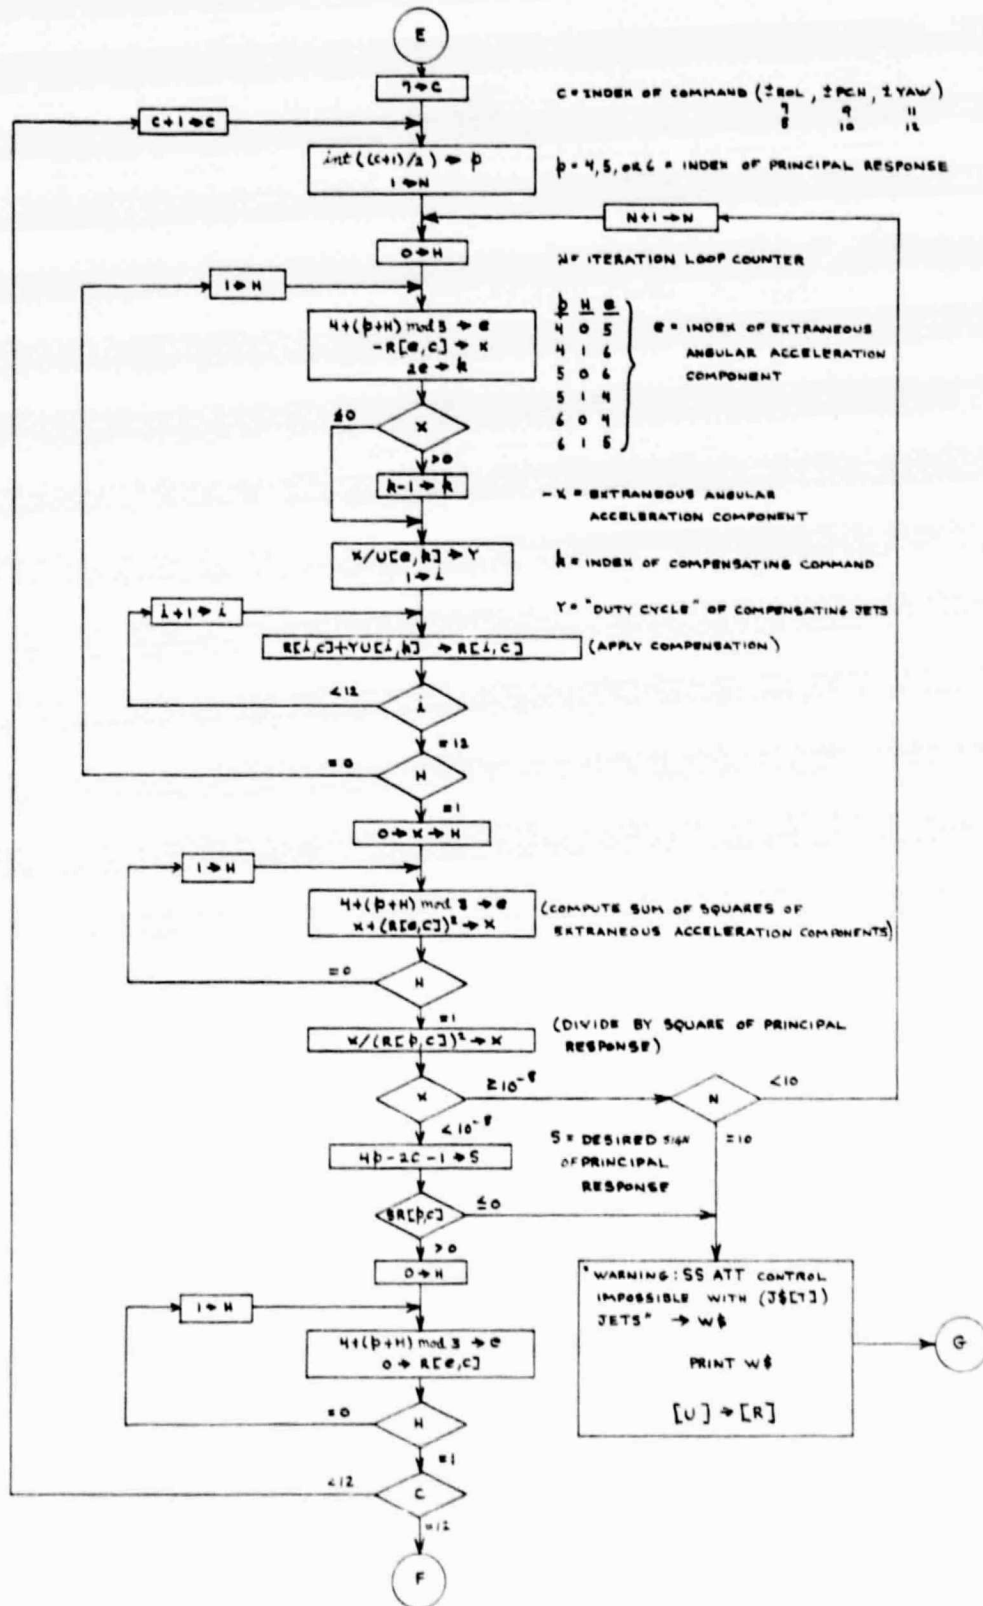 E
7→C
C = INDEX OF COMMAND (±ROL, ±PCH, ±YAW)
7 9 11
8 10 12
C+1→C
int((C+1)/2)→p
1→N
p = 4, 5, OR 6 = INDEX OF PRINCIPAL RESPONSE
N+1→N
0→H
N = ITERATION LOOP COUNTER
1→H
4+(p+H) mod 3→e
-R[e,C]→X
2e→k
p H e
4 0 5
4 1 6
5 0 6
5 1 4
6 0 4
6 1 5
e = INDEX OF EXTRANEOUS
ANGULAR ACCELERATION
COMPONENT
≤0
X
>0
k-1→k
-X = EXTRANEOUS ANGULAR
ACCELERATION COMPONENT
X/U[e,k]→Y
1→i
k = INDEX OF COMPENSATING COMMAND
i+1→i
Y = "DUTY CYCLE" OF COMPENSATING JETS
R[i,C]+YU[i,k]→R[i,C]
(APPLY COMPENSATION)
<12
i
=12
=0
H
=1
0→X→H
1→H
4+(p+H) mod 3→e
X+(R[e,C])²→X
(COMPUTE SUM OF SQUARES OF
EXTRANEOUS ACCELERATION COMPONENTS)
=0
H
=1
X/(R[p,C])²→X
(DIVIDE BY SQUARE OF PRINCIPAL
RESPONSE)
X
≥10⁻⁸
N
<10
<10⁻⁸
=10
4p-2C-1→S
S = DESIRED SIGN
OF PRINCIPAL
RESPONSE
SR[p,C]
≤0
>0
0→H
1→H
4+(p+H) mod 3→e
0→R[e,C]
"WARNING: SS ATT CONTROL
IMPOSSIBLE WITH (J$[T])
JETS" → W$
PRINT W$
[U]→[R]
G
=0
H
=1
<12
C
=12
F